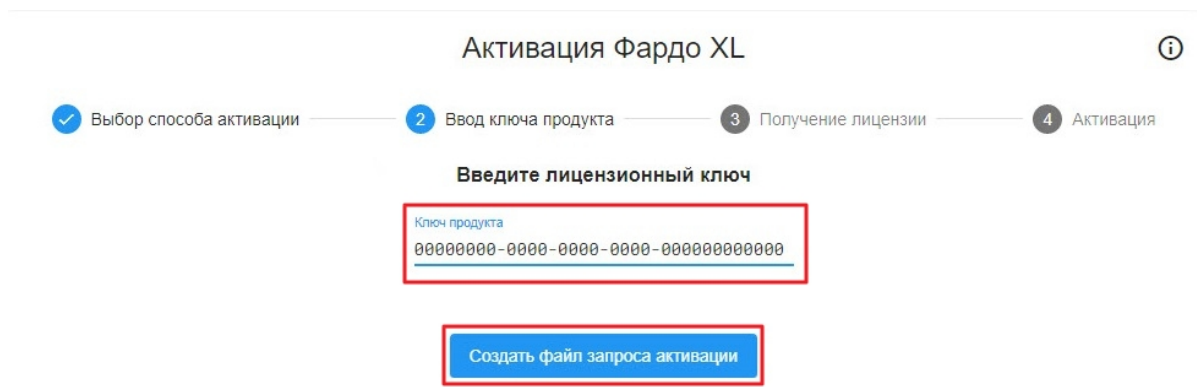 Активация Фардо XL
Выбор способа активации
2 Ввод ключа продукта
3 Получение лицензии
4 Активация
Введите лицензионный ключ
Ключ продукта
00000000-0000-0000-0000-000000000000
Создать файл запроса активации